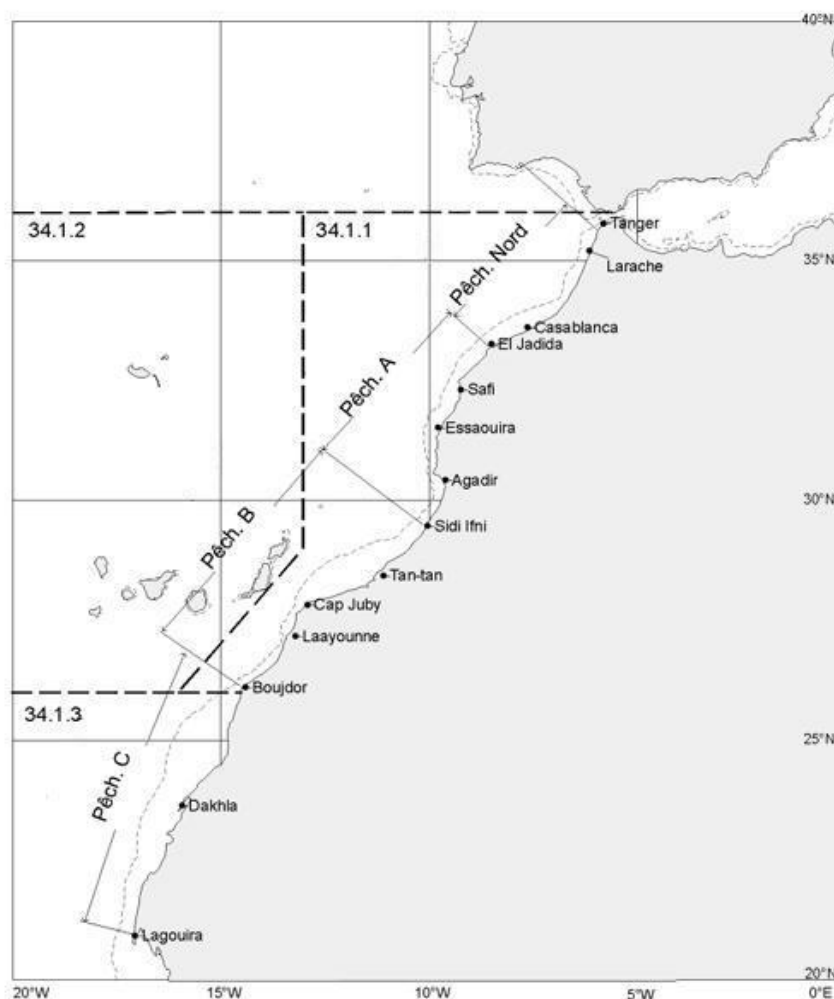 40ºN
34.1.2
34.1.1
Tanger
Pêch. Nord
Larache
35°N
Casablanca
El Jadida
Pêch. A
Safi
Essaouira
Agadir
30°N
Sidi Ifni
Pêch. B
Tan-tan
Cap Juby
Laayounne
Boujdor
34.1.3
25°N
Pêch. C
Dakhla
Lagouira
20°N
20°W
15°W
10°W
5°W
0°E